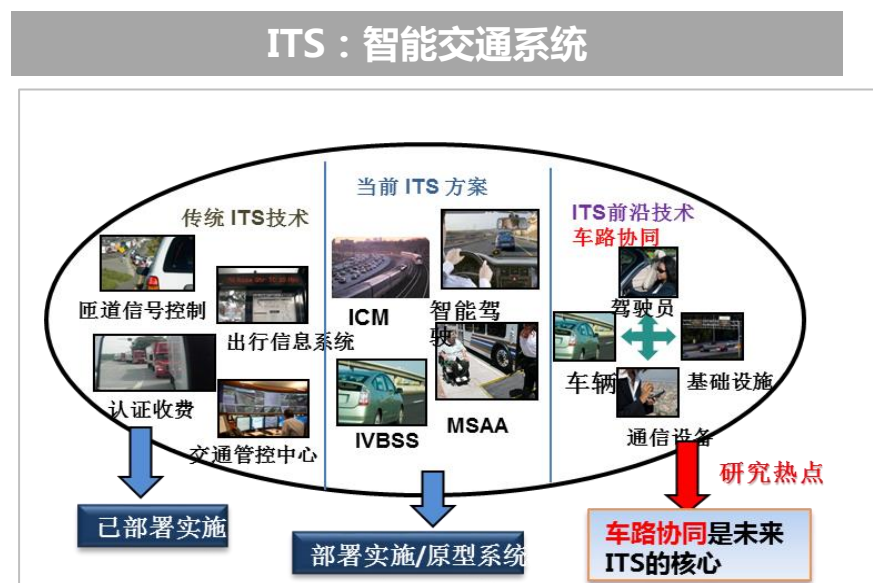 ITS：智能交通系统
传统 ITS技术
匝道信号控制
出行信息系统
认证收费
交通管控中心
已部署实施
当前 ITS 方案
ICM
智能驾
驶
IVBSS
MSAA
部署实施/原型系统
ITS前沿技术
车路协同
驾驶员
车辆
基础设施
通信设备
研究热点
车路协同是未来
ITS的核心